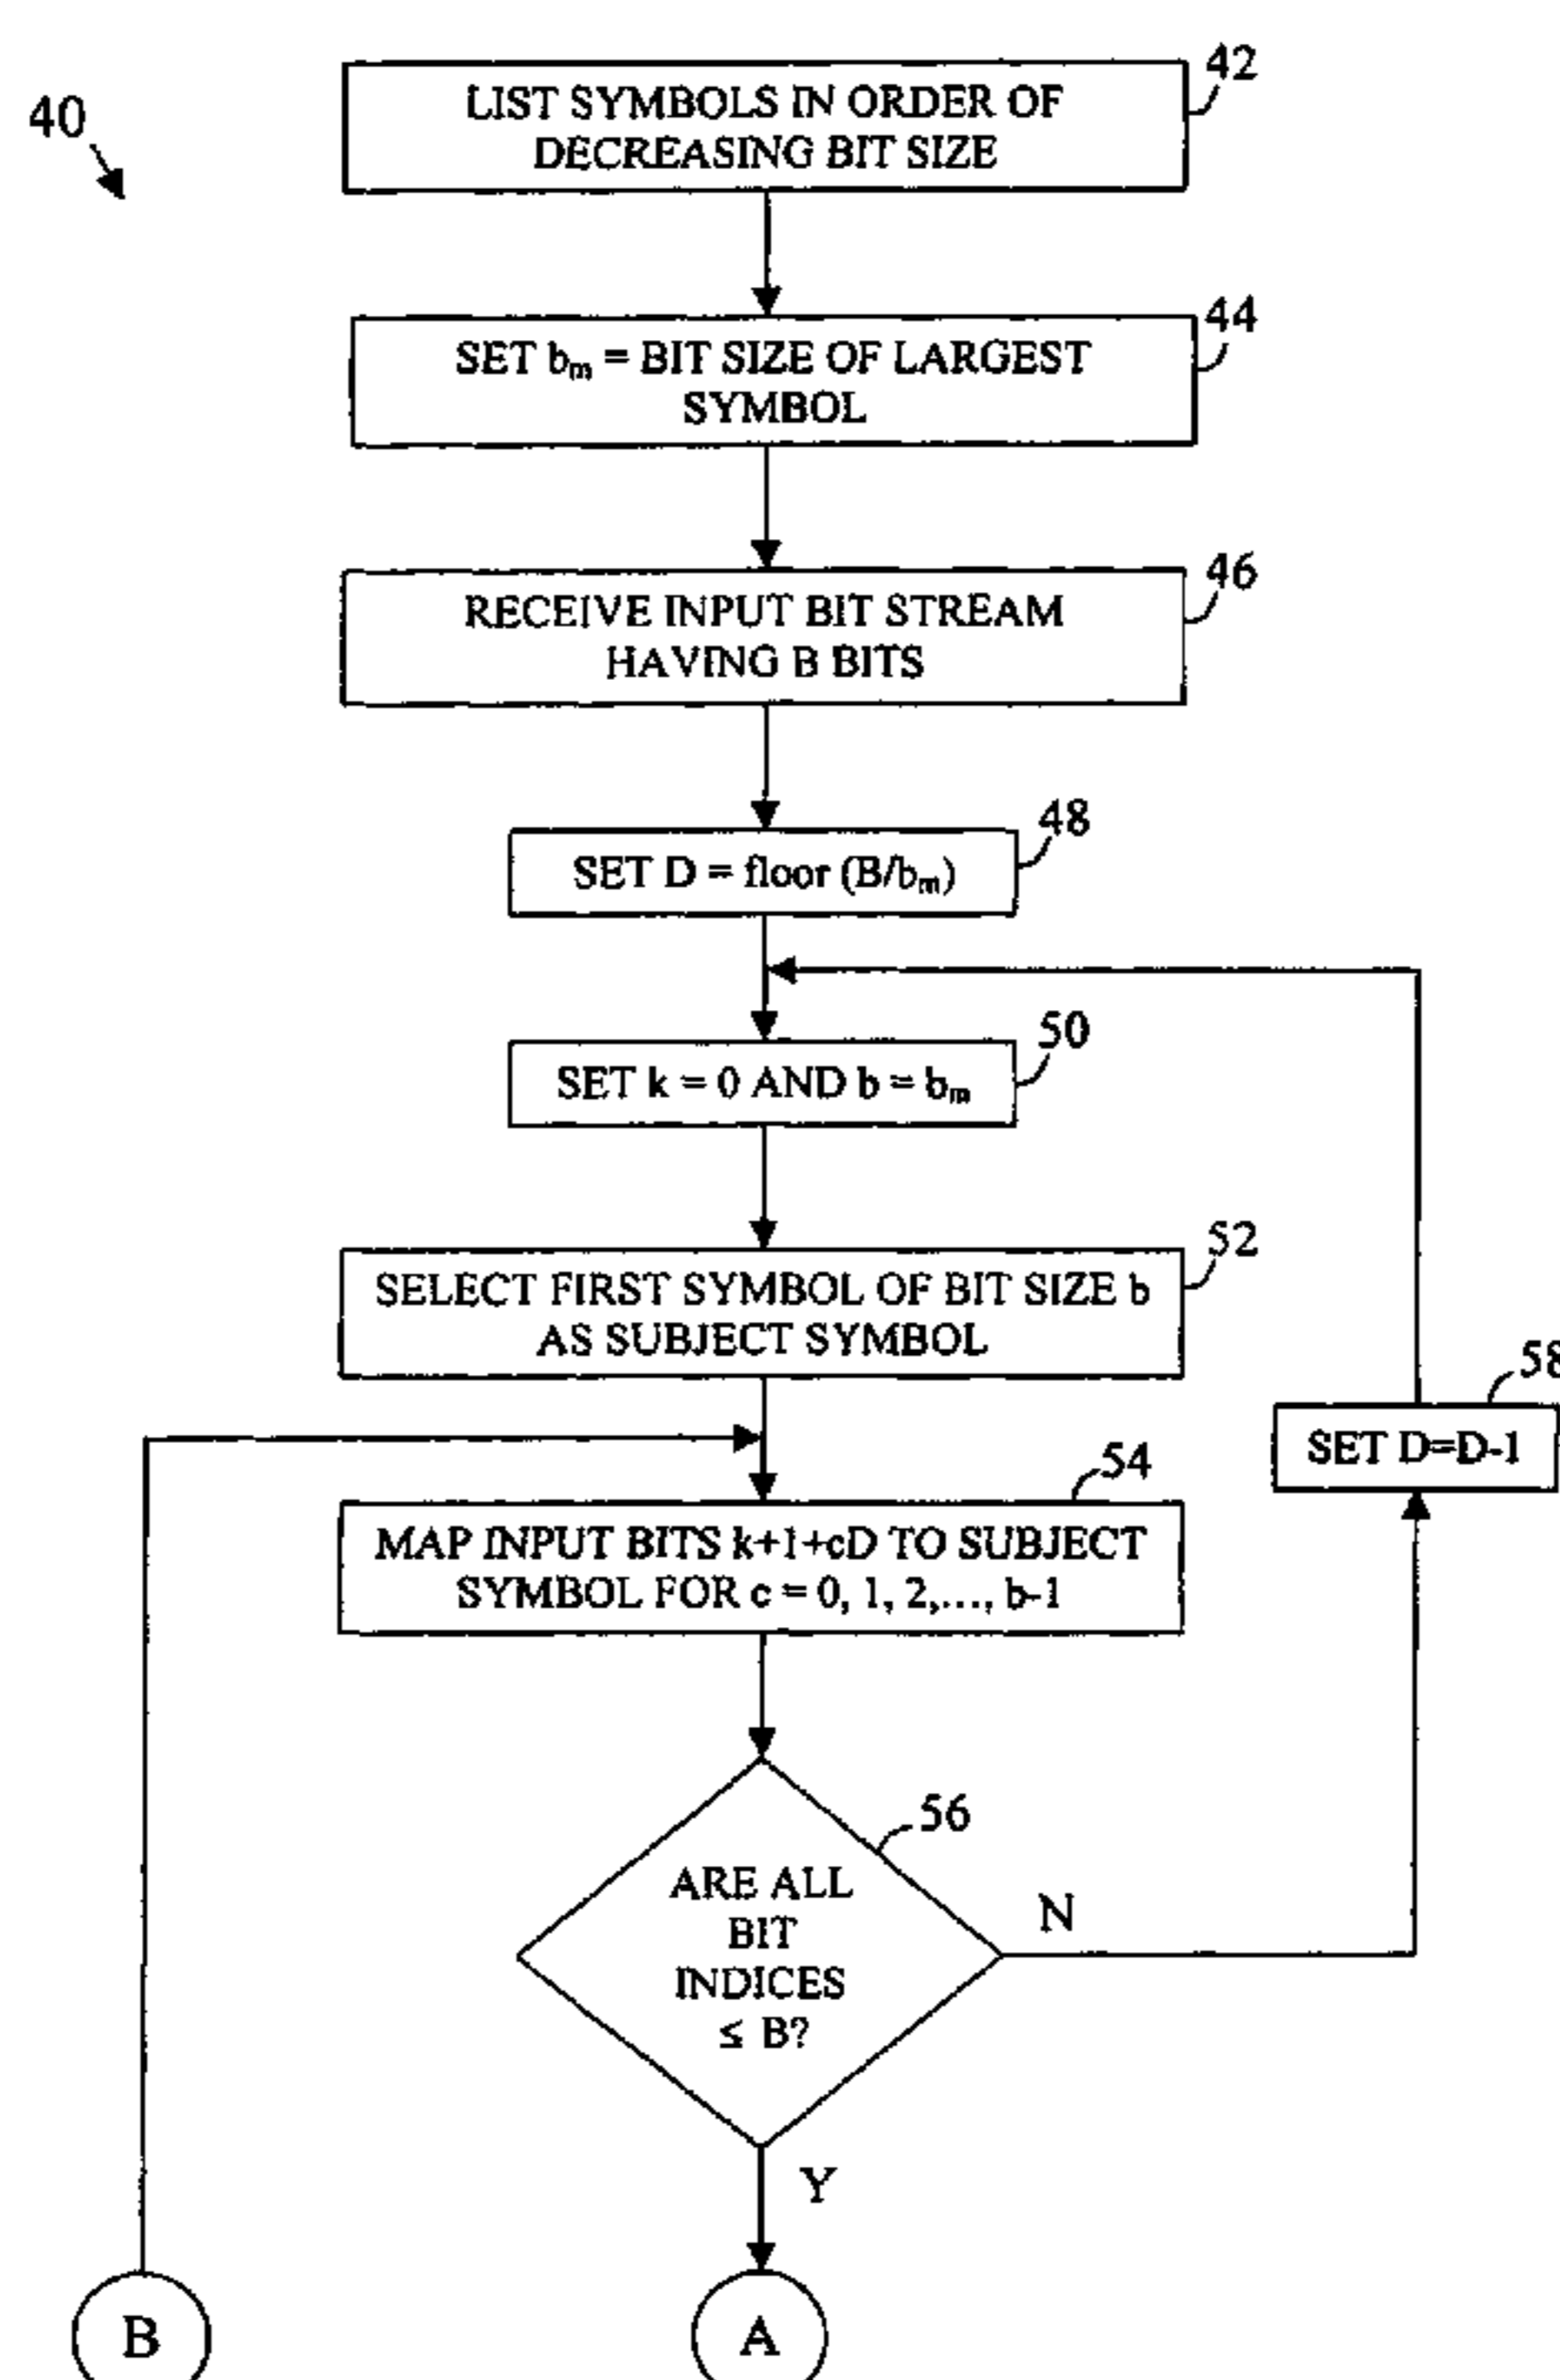 40
42
LIST SYMBOLS IN ORDER OF
DECREASING BIT SIZE
44
SET bₘ = BIT SIZE OF LARGEST
SYMBOL
46
RECEIVE INPUT BIT STREAM
HAVING B BITS
48
SET D = floor (B/bₘ)
50
SET k = 0 AND b = bₘ
52
SELECT FIRST SYMBOL OF BIT SIZE b
AS SUBJECT SYMBOL
58
SET D=D-1
54
MAP INPUT BITS k+1+cD TO SUBJECT
SYMBOL FOR c = 0, 1, 2,..., b-1
56
ARE ALL
BIT
INDICES
≤ B?
N
Y
B
A